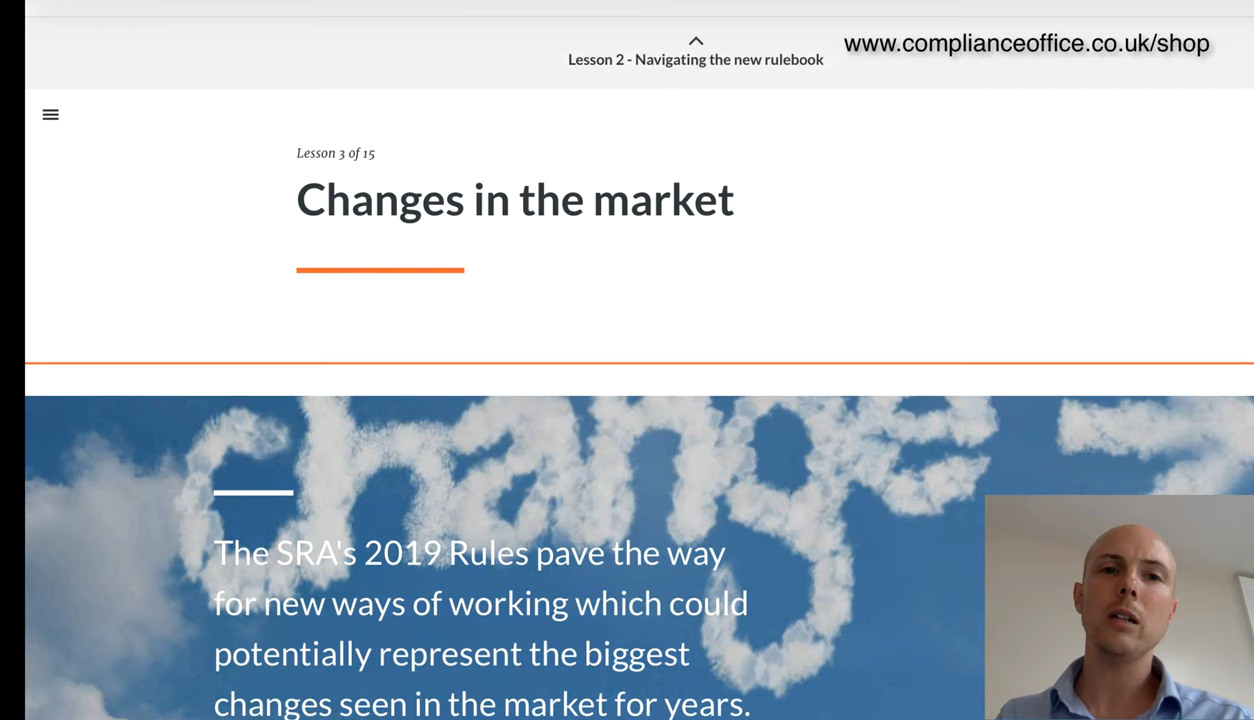 www.complianceoffice.co.uk/shop
Lesson 2 - Navigating the new rulebook
Lesson 3 of 15
Changes in the market
change
The SRA's 2019 Rules pave the way
for new ways of working which could
potentially represent the biggest
changes seen in the market for years.